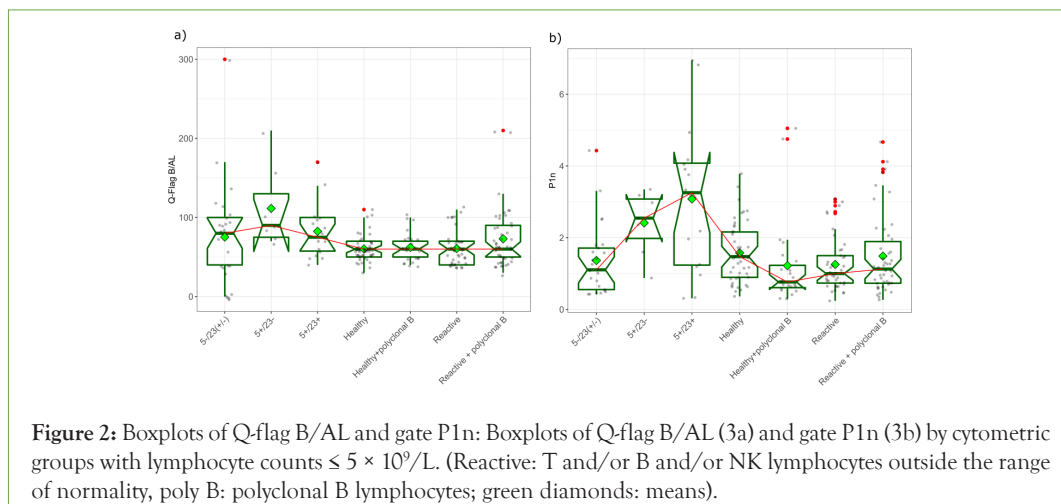 a)
300
200
100
0
Q-Flag B/AL
5-/23(+/-)
5+/23-
5+/23+
Healthy
Healthy+polyclonal B
Reactive
Reactive + polyclonal B
b)
6
4
2
0
P1n
5-/23(+/-)
5+/23-
5+/23+
Healthy
Healthy+polyclonal B
Reactive
Reactive + polyclonal B
Figure 2: Boxplots of Q-flag B/AL and gate P1n: Boxplots of Q-flag B/AL (3a) and gate P1n (3b) by cytometric
groups with lymphocyte counts ≤ 5 × 10⁹/L. (Reactive: T and/or B and/or NK lymphocytes outside the range
of normality, poly B: polyclonal B lymphocytes; green diamonds: means).